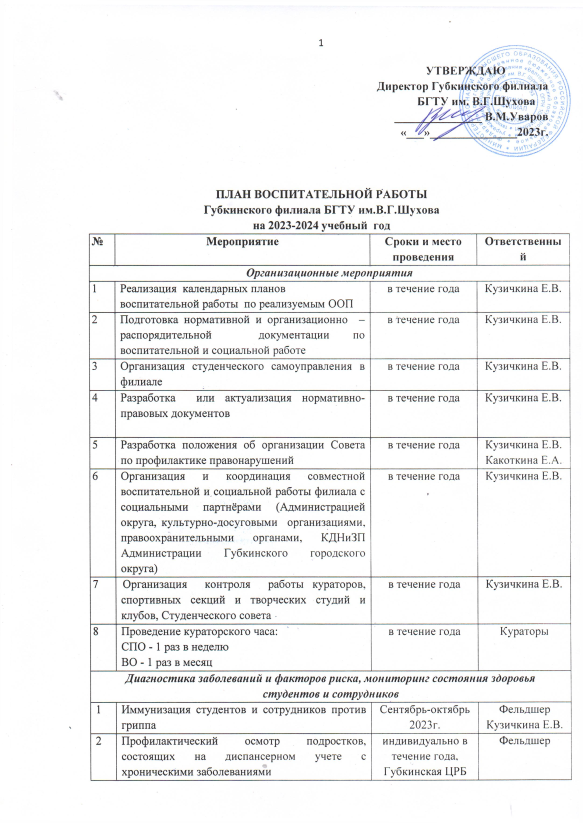 1
УТВЕРЖДАЮ
Директор Губкинского филиала
БГТУ им. В.Г.Шухова
______________ В.М.Уваров
«___»________________2023г.
ПЛАН ВОСПИТАТЕЛЬНОЙ РАБОТЫ
Губкинского филиала БГТУ им.В.Г.Шухова
на 2023-2024 учебный год
№ Мероприятие Сроки и место Ответственны
проведения й
Организационные мероприятия
1 Реализация календарных планов в течение года Кузичкина Е.В.
воспитательной работы по реализуемым ООП
2 Подготовка нормативной и организационно – в течение года Кузичкина Е.В.
распорядительной документации по
воспитательной и социальной работе
3 Организация студенческого самоуправления в в течение года Кузичкина Е.В.
филиале
4 Разработка или актуализация нормативно- в течение года Кузичкина Е.В.
правовых документов
5 Разработка положения об организации Совета в течение года Кузичкина Е.В.
по профилактике правонарушений Какоткина Е.А.
6 Организация и координация совместной в течение года Кузичкина Е.В.
воспитательной и социальной работы филиала с
социальными партнёрами (Администрацией
округа, культурно-досуговыми организациями,
правоохранительными органами, КДНиЗП
Администрации Губкинского городского
округа)
7 Организация контроля работы кураторов, в течение года Кузичкина Е.В.
спортивных секций и творческих студий и
клубов, Студенческого совета
8 Проведение кураторского часа: в течение года Кураторы
СПО - 1 раз в неделю
ВО - 1 раз в месяц
Диагностика заболеваний и факторов риска, мониторинг состояния здоровья
студентов и сотрудников
1 Иммунизация студентов и сотрудников против Сентябрь-октябрь Фельдшер
гриппа 2023г. Кузичкина Е.В.
2 Профилактический осмотр подростков, индивидуально в Фельдшер
состоящих на диспансерном учете с течение года,
хроническими заболеваниями Губкинская ЦРБ